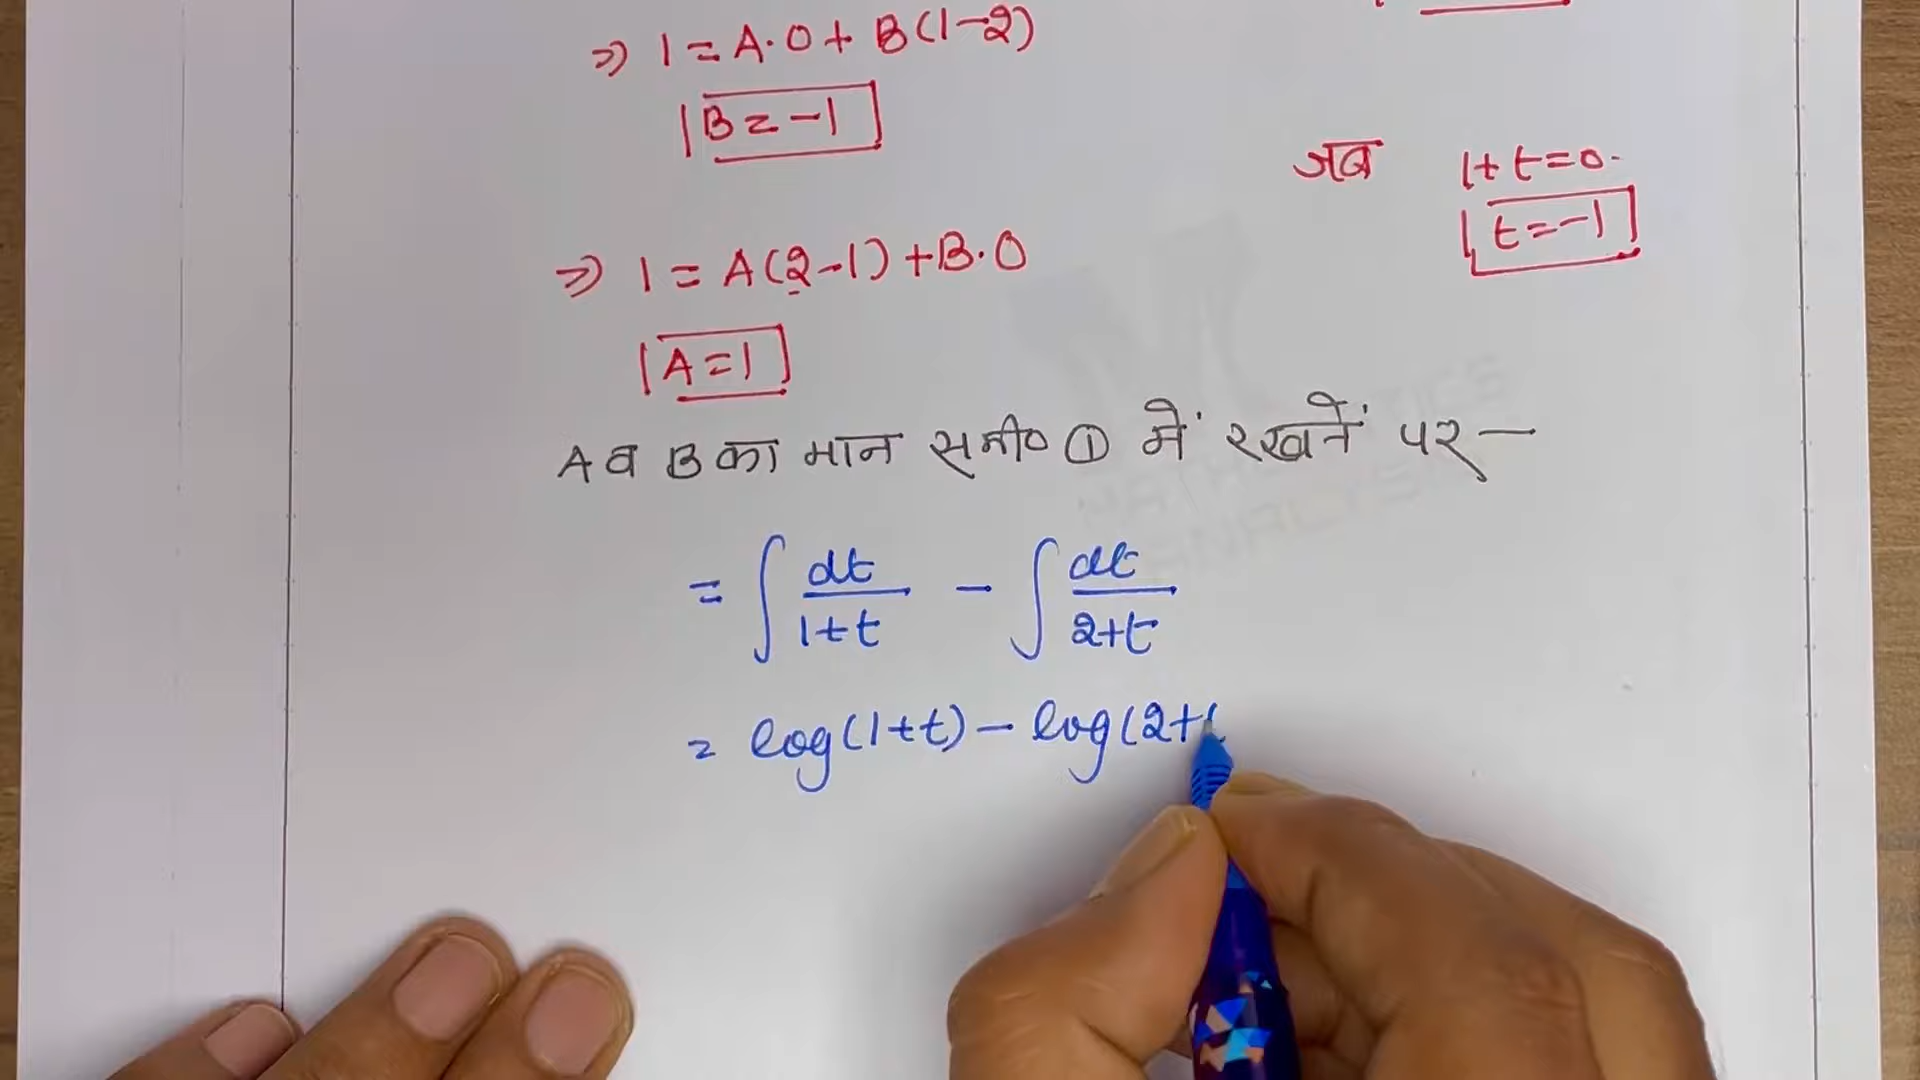 ⇒ 1 = A·0 + B(1-2)
B = -1
जब 1+t=0.
t=-1
⇒ 1 = A(2-1) + B·0
A=1
A व B का मान समी० ① में रखनें पर—
= ∫ dt/1+t - ∫ dt/2+t
= log(1+t) - log(2+